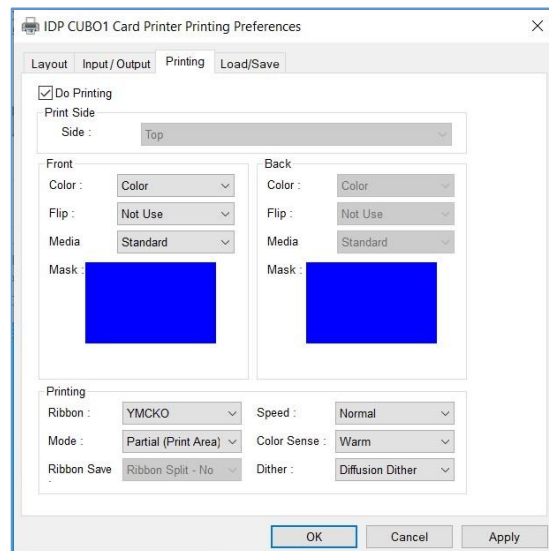 IDP CUBO1 Card Printer Printing Preferences
Layout Input / Output Printing Load/Save
Do Printing
Print Side
Side : Top
Front Back
Color : Color Color : Color
Flip : Not Use Flip : Not Use
Media Standard Media Standard
Mask : Mask :
Printing
Ribbon : YMCKO Speed : Normal
Mode : Partial (Print Area) Color Sense : Warm
Ribbon Save Ribbon Split - No Dither : Diffusion Dither
OK Cancel Apply